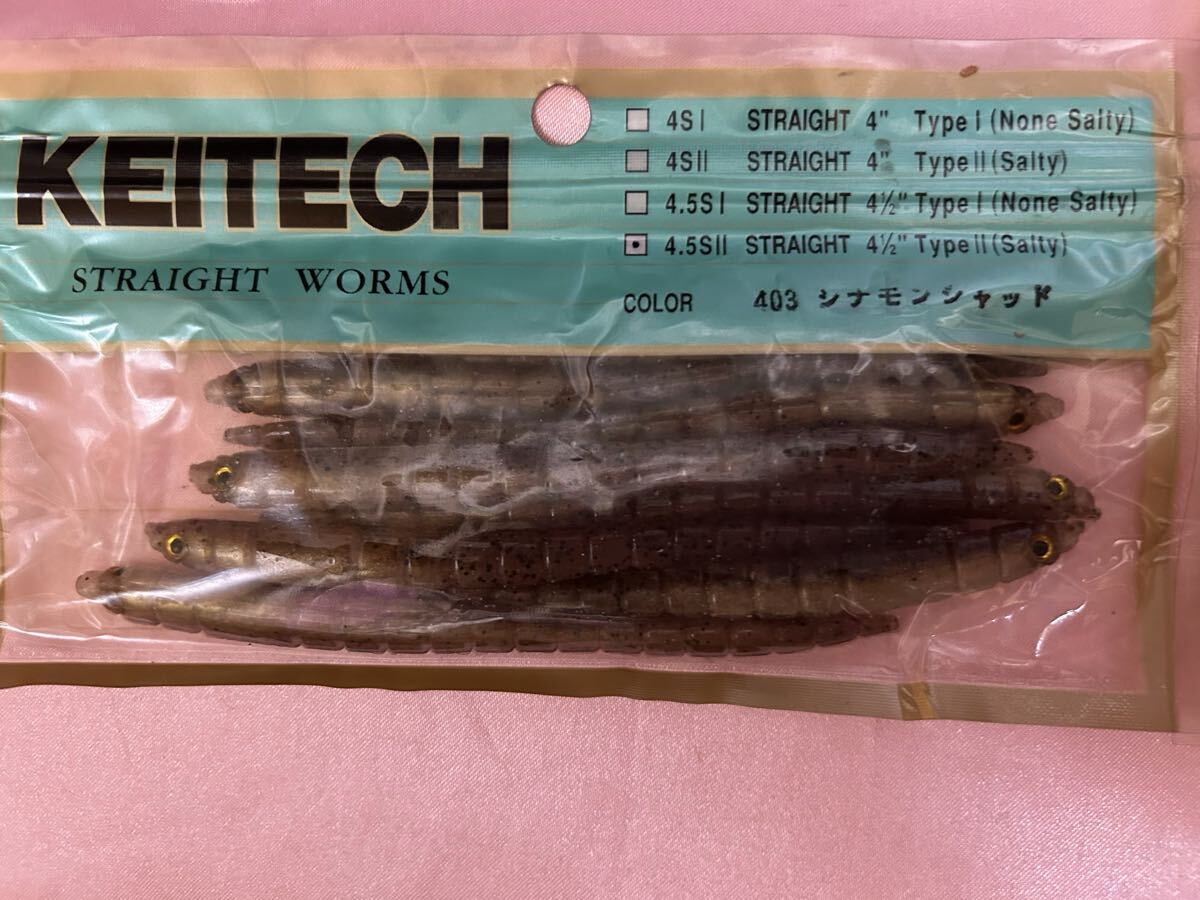 KEITECH
STRAIGHT WORMS
4S I STRAIGHT 4" Type I (None Salty)
4S II STRAIGHT 4" Type II (Salty)
4.5S I STRAIGHT 4½" Type I (None Salty)
4.5S II STRAIGHT 4½" Type II (Salty)
COLOR 403 シナモンシャッド